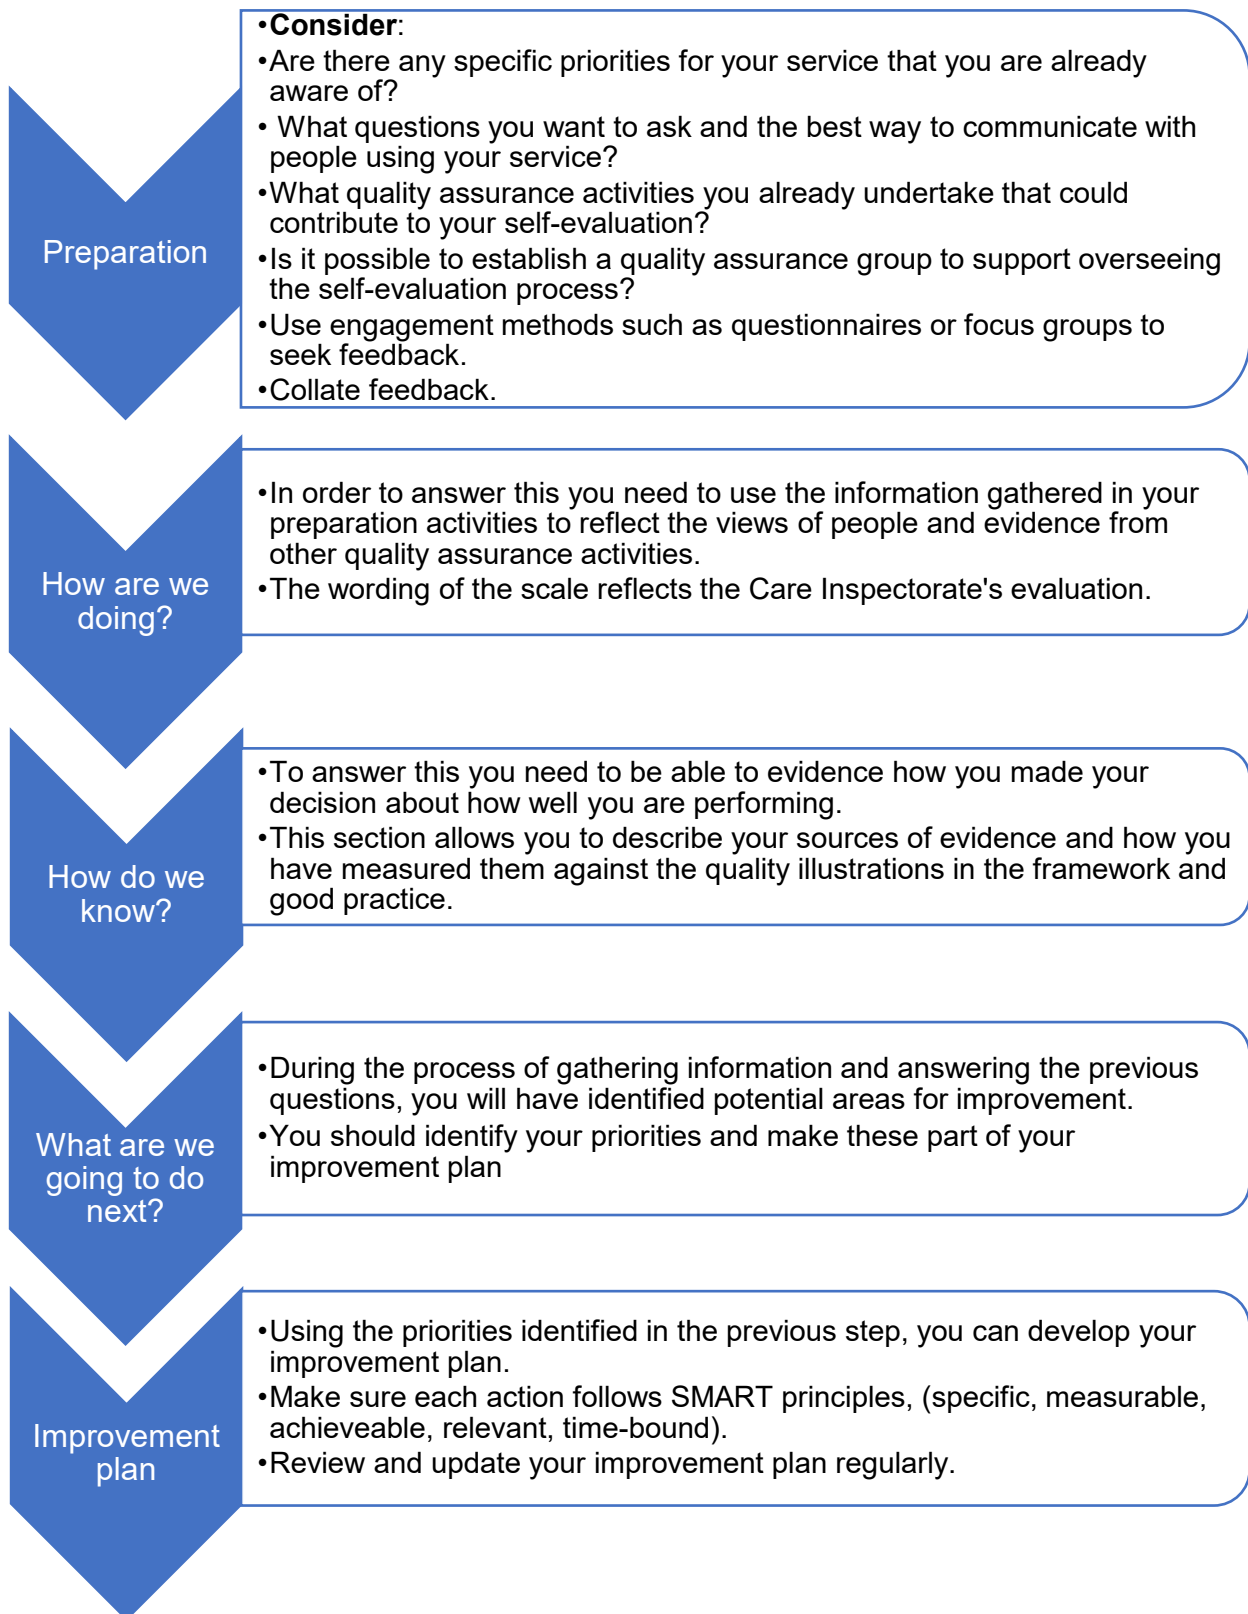 •Consider:
•Are there any specific priorities for your service that you are already
aware of?
• What questions you want to ask and the best way to communicate with
people using your service?
•What quality assurance activities you already undertake that could
contribute to your self-evaluation?
•Is it possible to establish a quality assurance group to support overseeing
the self-evaluation process?
•Use engagement methods such as questionnaires or focus groups to
seek feedback.
•Collate feedback.
Preparation
•In order to answer this you need to use the information gathered in your
preparation activities to reflect the views of people and evidence from
other quality assurance activities.
•The wording of the scale reflects the Care Inspectorate's evaluation.
How are we
doing?
•To answer this you need to be able to evidence how you made your
decision about how well you are performing.
•This section allows you to describe your sources of evidence and how you
have measured them against the quality illustrations in the framework and
good practice.
How do we
know?
•During the process of gathering information and answering the previous
questions, you will have identified potential areas for improvement.
•You should identify your priorities and make these part of your
improvement plan
What are we
going to do
next?
•Using the priorities identified in the previous step, you can develop your
improvement plan.
•Make sure each action follows SMART principles, (specific, measurable,
achieveable, relevant, time-bound).
•Review and update your improvement plan regularly.
Improvement
plan